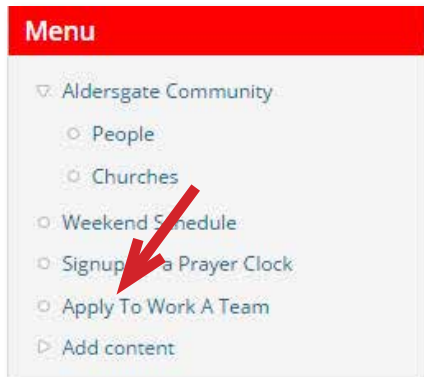 Menu
Aldersgate Community
People
Churches
Weekend Schedule
Signup a Prayer Clock
Apply To Work A Team
Add content